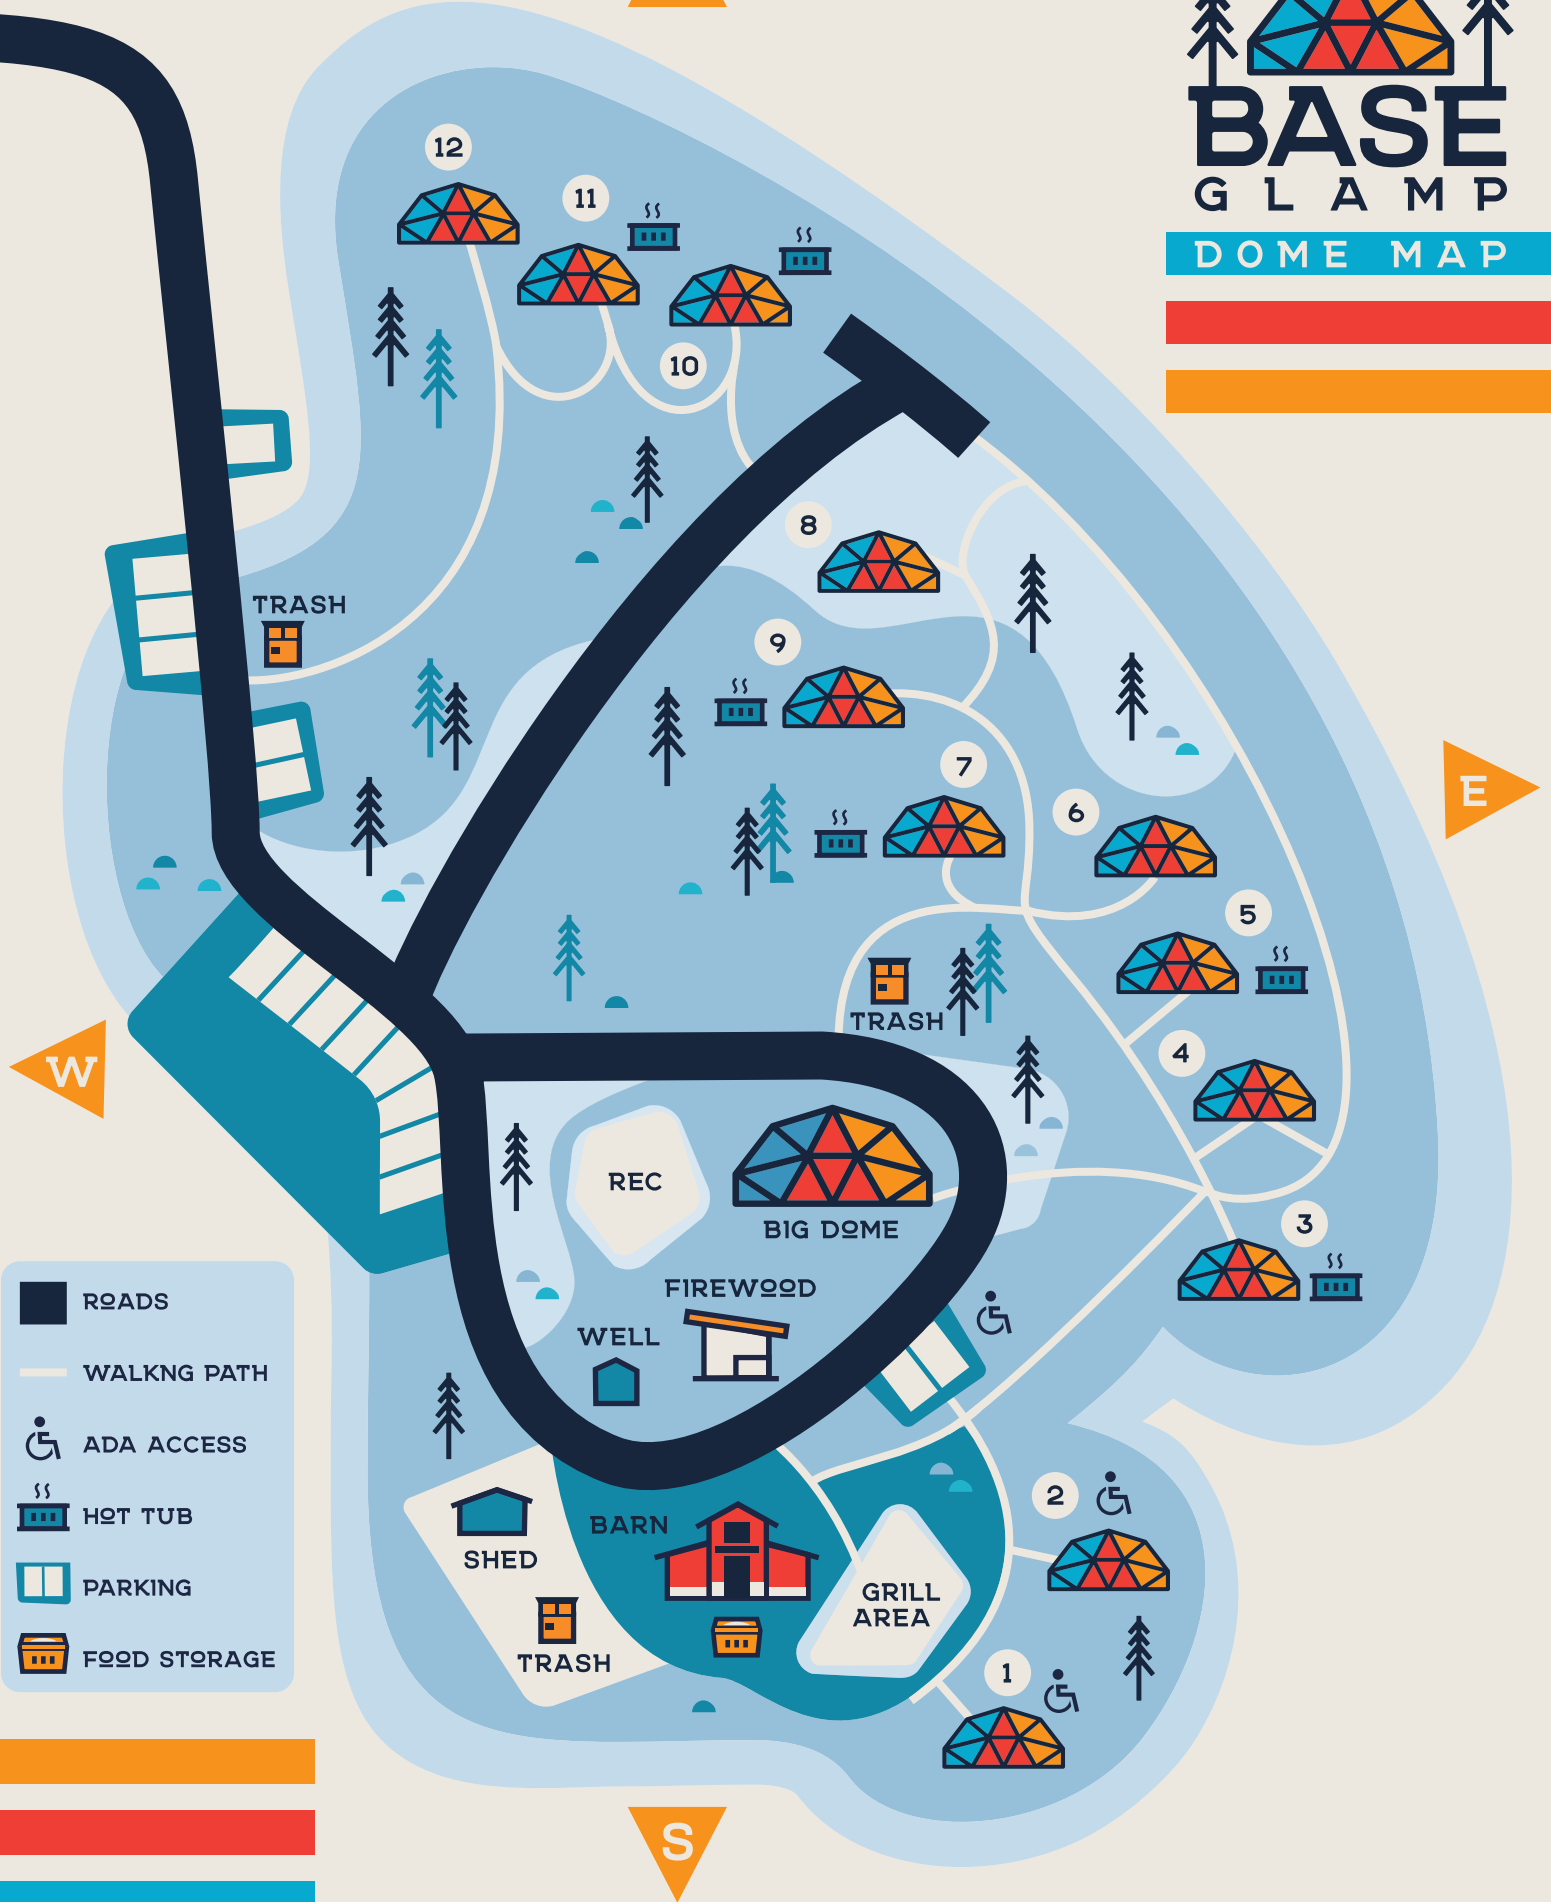 BASE
GLAMP
DOME MAP
12
11
10
8
TRASH
9
7
6
E
5
TRASH
4
W
REC
BIG DOME
3
FIREWOOD
WELL
ROADS
WALKNG PATH
ADA ACCESS
HOT TUB
PARKING
FOOD STORAGE
2
BARN
SHED
GRILL
AREA
TRASH
1
S